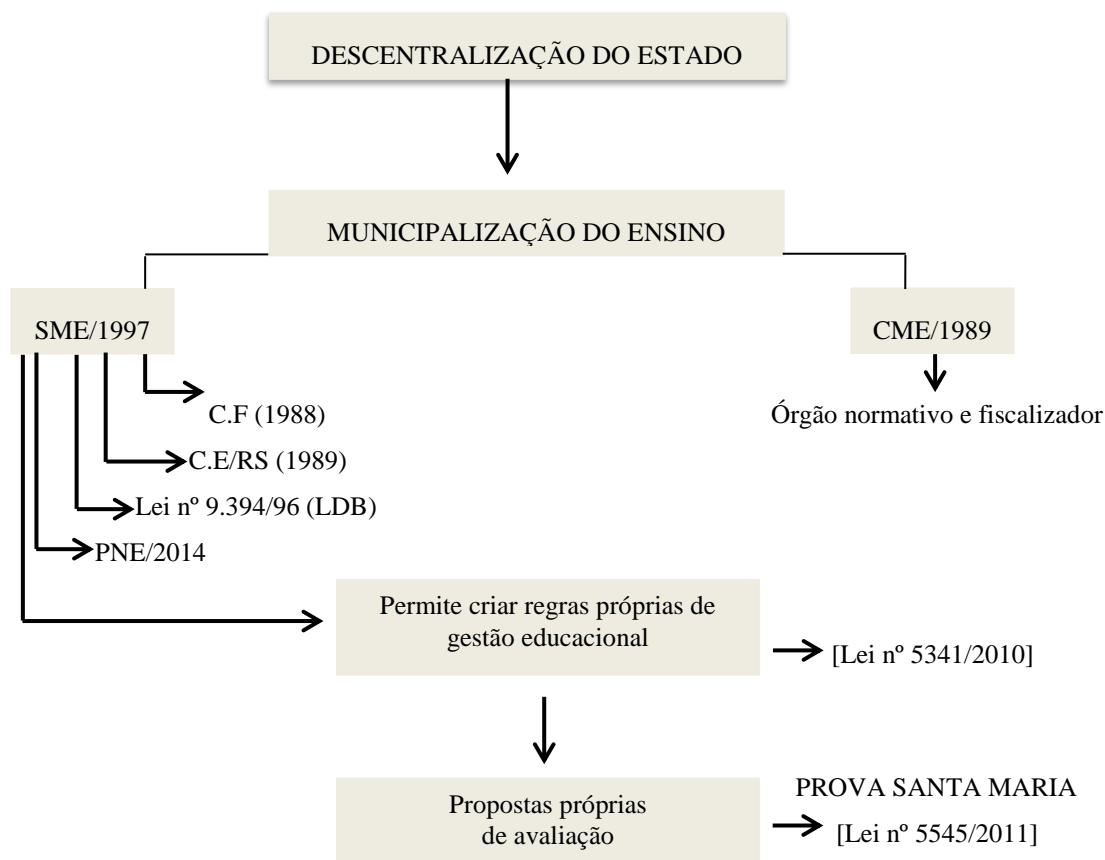 DESCENTRALIZAÇÃO DO ESTADO
MUNICIPALIZAÇÃO DO ENSINO
SME/1997
CME/1989
C.F (1988)
Órgão normativo e fiscalizador
C.E/RS (1989)
Lei nº 9.394/96 (LDB)
PNE/2014
Permite criar regras próprias de
gestão educacional
[Lei nº 5341/2010]
Propostas próprias
de avaliação
PROVA SANTA MARIA
[Lei nº 5545/2011]